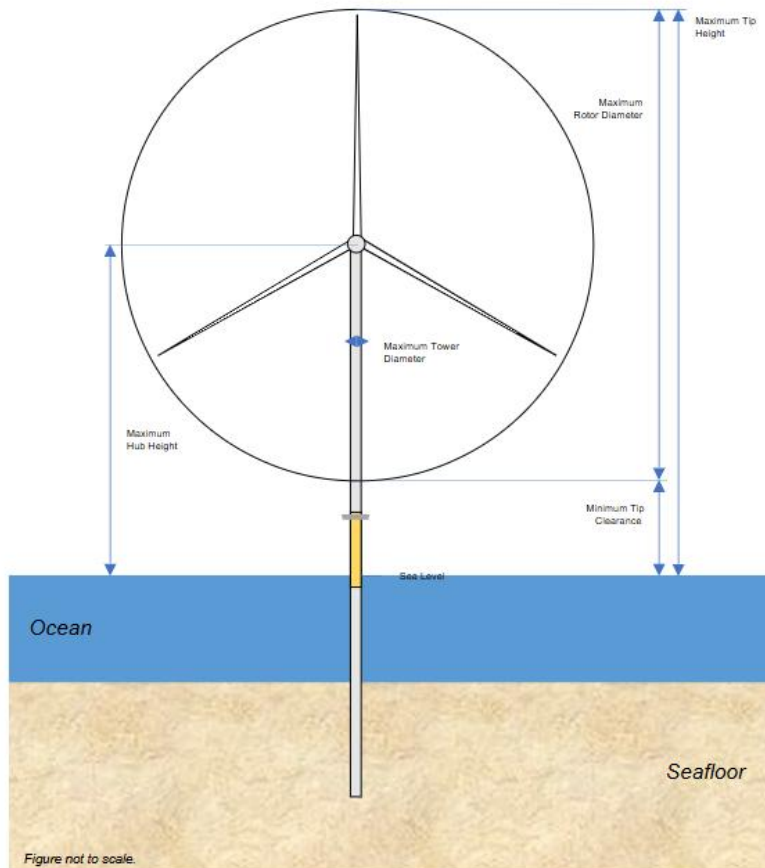 Maximum Tip
Height
Maximum
Rotor Diameter
Maximum Tower
Diameter
Maximum
Hub Height
Minimum Tip
Clearance
Sea Level
Ocean
Seafloor
Figure not to scale.